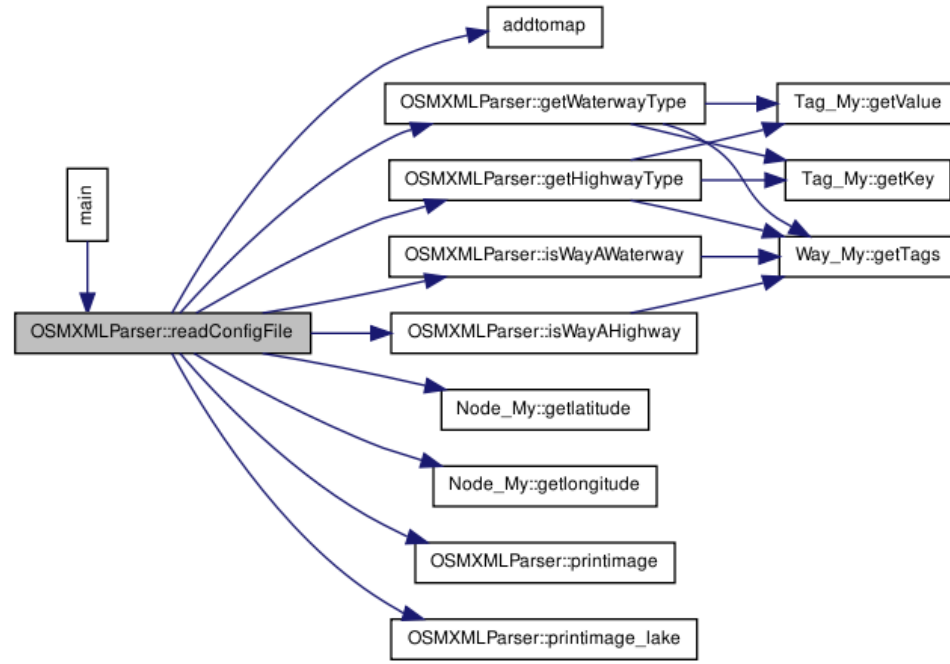 addtomap
OSMXMLParser::getWaterwayType
Tag_My::getValue
OSMXMLParser::getHighwayType
Tag_My::getKey
main
OSMXMLParser::isWayAWaterway
Way_My::getTags
OSMXMLParser::readConfigFile
OSMXMLParser::isWayAHighway
Node_My::getlatitude
Node_My::getlongitude
OSMXMLParser::printimage
OSMXMLParser::printimage_lake